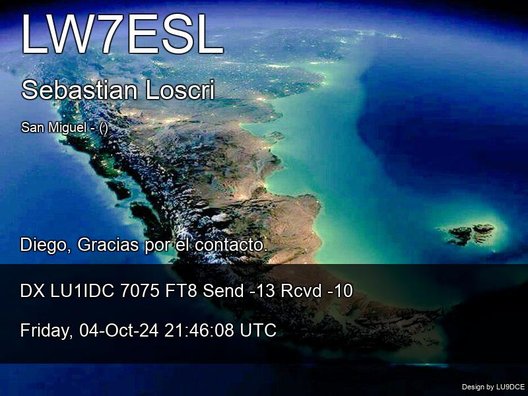 LW7ESL
Sebastian Loscri
San Miguel - ()
Diego, Gracias por el contacto.
DX LU1IDC 7075 FT8 Send -13 Rcvd -10
Friday, 04-Oct-24 21:46:08 UTC
Design by LU9DCE